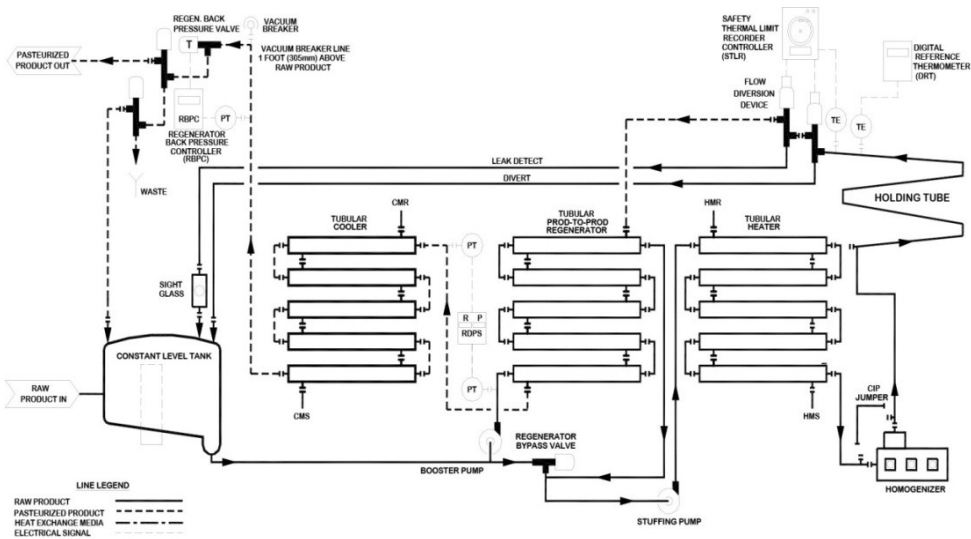 REGEN. BACK
PRESSURE VALVE
VACUUM
BREAKER
SAFETY
THERMAL LIMIT
RECORDER
CONTROLLER
(STLR)
DIGITAL
REFERENCE
THERMOMETER
(DRT)
PASTEURIZED
PRODUCT OUT
T
VACUUM BREAKER LINE
1 FOOT (305mm) ABOVE
RAW PRODUCT
FLOW
DIVERSION
DEVICE
RBPC
PT
TE
TE
REGENERATOR
BACK PRESSURE
CONTROLLER
(RBPC)
WASTE
LEAK DETECT
DIVERT
HOLDING TUBE
CMR
HMR
TUBULAR
COOLER
TUBULAR
PROD-TO-PROD
REGENERATOR
TUBULAR
HEATER
PT
SIGHT
GLASS
R P
RDPS
PT
CONSTANT LEVEL TANK
RAW
PRODUCT IN
CMS
HMS
CIP
JUMPER
REGENERATOR
BYPASS VALVE
BOOSTER PUMP
HOMOGENIZER
STUFFING PUMP
LINE LEGEND
RAW PRODUCT
PASTEURIZED PRODUCT
HEAT EXCHANGE MEDIA
ELECTRICAL SIGNAL